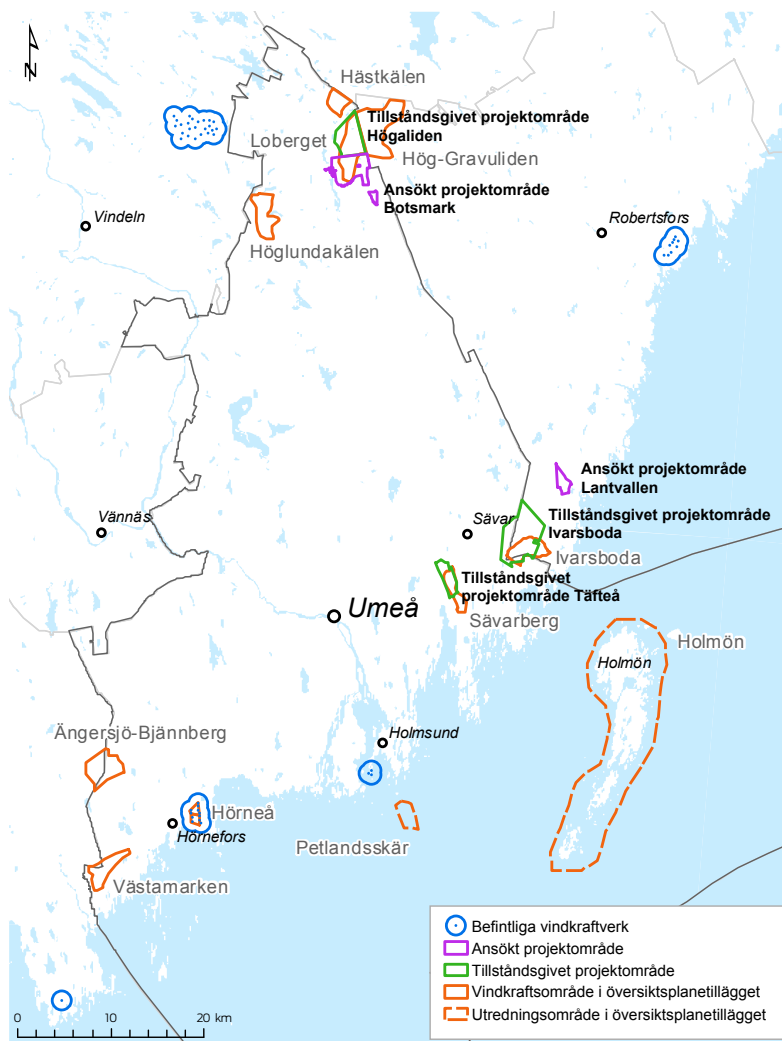 N
Hästkälen
Tillståndsgivet projektområde
Högaliden
Loberget
Hög-Gravuliden
Ansökt projektområde
Botsmark
Vindeln
Robertsfors
Höglundakälen
Ansökt projektområde
Lantvallen
Tillståndsgivet projektområde
Ivarsboda
Sävar
Vännäs
Ivarsboda
Tillståndsgivet
projektområde Täfteå
Umeå
Sävarberg
Holmön
Holmön
Ängersjö-Bjännberg
Holmsund
Hörneå
Hörnefors
Petlandsskär
Västamarken
Befintliga vindkraftverk
Ansökt projektområde
Tillståndsgivet projektområde
Vindkraftsområde i översiktsplanetillägget
Utredningsområde i översiktsplanetillägget
0 20 km